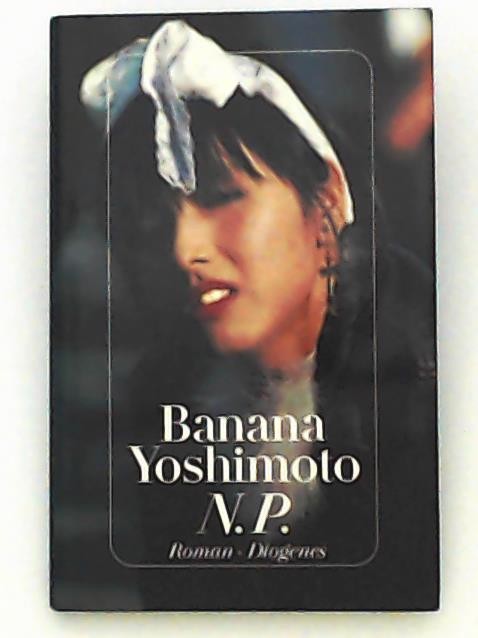 Banana
Yoshimoto
N.P.
Roman · Diogenes